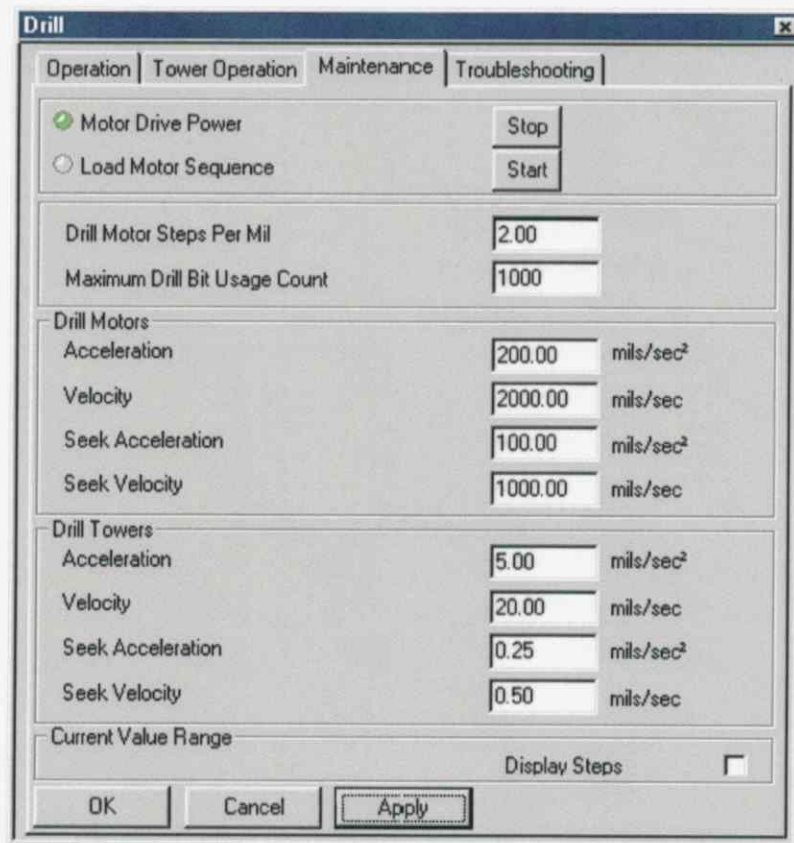 Drill
Operation Tower Operation Maintenance Troubleshooting
Motor Drive Power Stop
Load Motor Sequence Start
Drill Motor Steps Per Mil 2.00
Maximum Drill Bit Usage Count 1000
Drill Motors
Acceleration 200.00 mils/sec²
Velocity 2000.00 mils/sec
Seek Acceleration 100.00 mils/sec²
Seek Velocity 1000.00 mils/sec
Drill Towers
Acceleration 5.00 mils/sec²
Velocity 20.00 mils/sec
Seek Acceleration 0.25 mils/sec²
Seek Velocity 0.50 mils/sec
Current Value Range
Display Steps
OK Cancel Apply